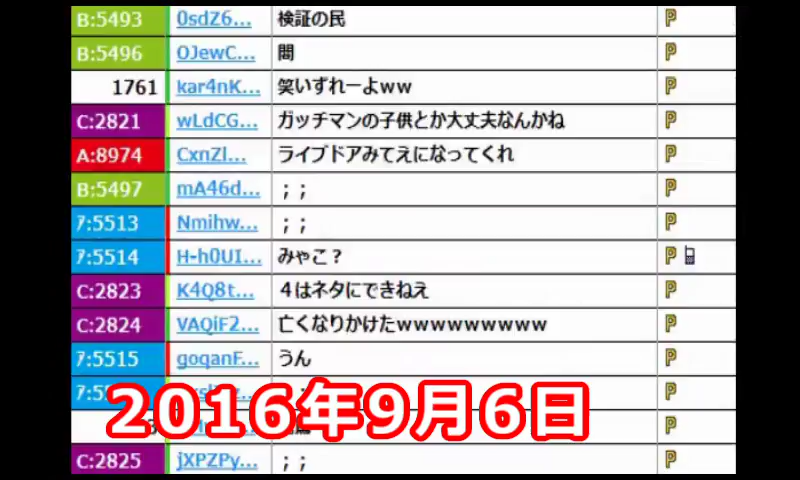 B:5493 0sdZ6... 検証の民 P
B:5496 OJewC... 闇 P
1761 kar4nK... 笑いずれーよww P
C:2821 wLdCG... ガッチマンの子供とか大丈夫なんかね P
A:8974 CxnZl... ライブドアみてえになってくれ P
B:5497 mA46d... ；； P
ｱ:5513 Nmihw... ；； P
ｱ:5514 H-h0UI... みゃこ？ P
C:2823 K4Q8t... ４はネタにできねえ P
C:2824 VAQiF2... 亡くなりかけたwwwwwwwww P
ｱ:5515 goqanF... うん P
P
P
2016年9月6日
C:2825 jXPZPy... ；； P